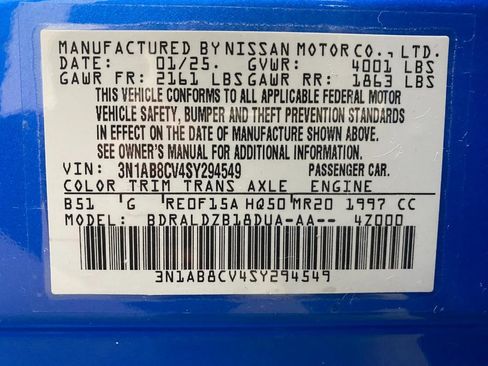 MANUFACTURED BY NISSAN MOTOR CO., LTD.
DATE: 01/25. GVWR: 4001 LBS
GAWR FR: 2161 LBS GAWR RR: 1863 LBS
THIS VEHICLE CONFORMS TO ALL APPLICABLE FEDERAL MOTOR
VEHICLE SAFETY, BUMPER AND THEFT PREVENTION STANDARDS
IN EFFECT ON THE DATE OF MANUFACTURE SHOWN ABOVE.
SEE OWNER'S MANUAL FOR ADDITIONAL INFORMATION.
VIN: 3N1AB8CV4SY294549 PASSENGER CAR.
COLOR TRIM TRANS AXLE ENGINE
B51 G RE0F15A HQ50 MR20 1997 CC
MODEL: BDRALDZB18DUA-AA-- 4Z000
3N1AB8CV4SY294549